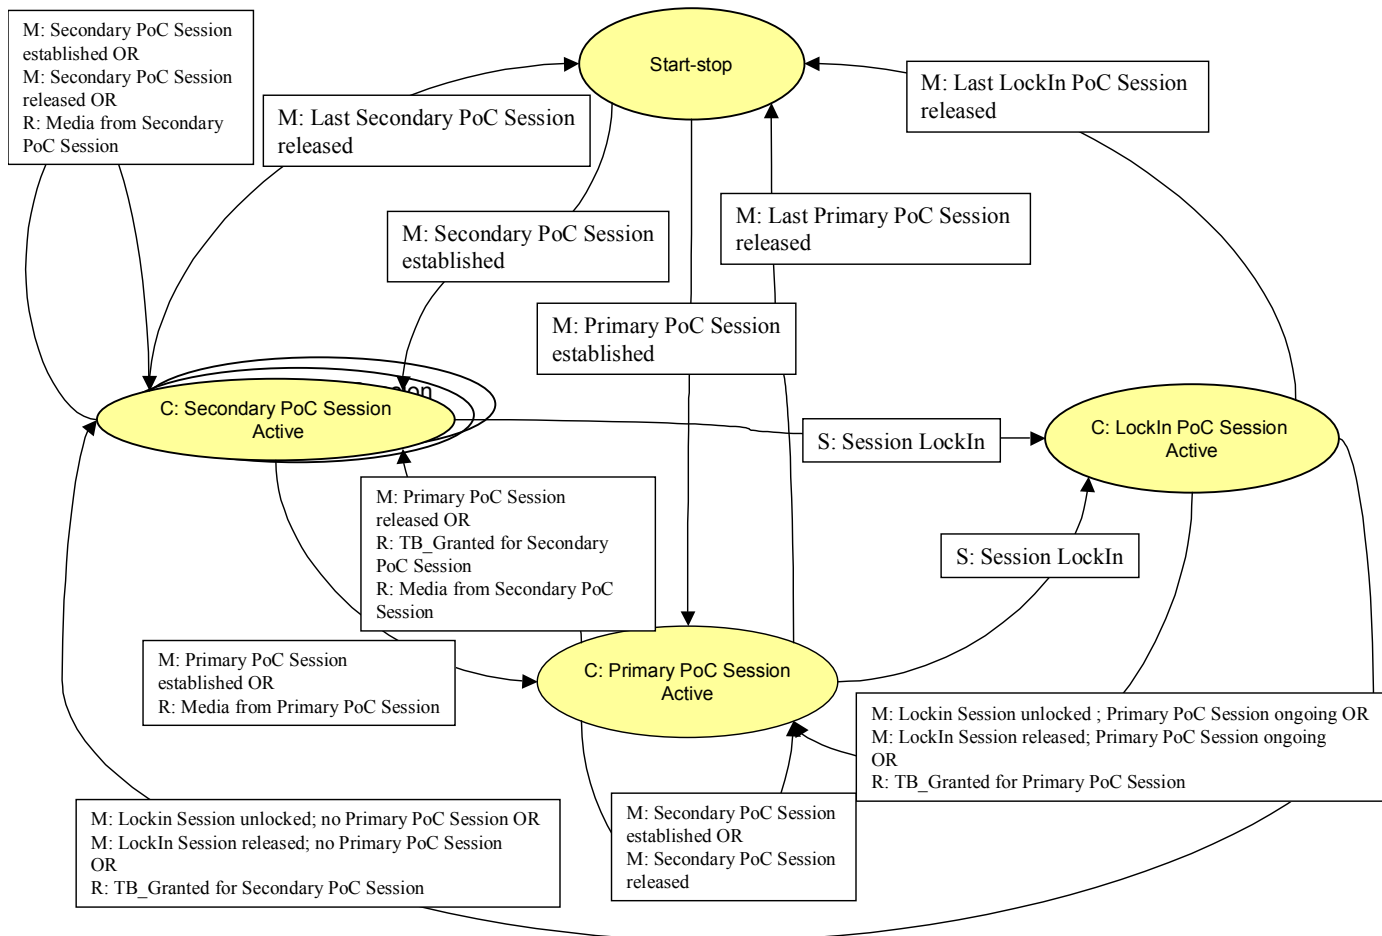 M: Secondary PoC Session
established OR
M: Secondary PoC Session
released OR
R: Media from Secondary
PoC Session
Start-stop
M: Last LockIn PoC Session
released
M: Last Secondary PoC Session
released
M: Secondary PoC Session
established
M: Last Primary PoC Session
released
M: Primary PoC Session
established
C: Secondary PoC Session
Active
S: Session LockIn
C: LockIn PoC Session
Active
M: Primary PoC Session
released OR
R: TB_Granted for Secondary
PoC Session
R: Media from Secondary PoC
Session
S: Session LockIn
M: Primary PoC Session
established OR
R: Media from Primary PoC Session
C: Primary PoC Session
Active
M: Lockin Session unlocked ; Primary PoC Session ongoing OR
M: LockIn Session released; Primary PoC Session ongoing
OR
R: TB_Granted for Primary PoC Session
M: Lockin Session unlocked; no Primary PoC Session OR
M: LockIn Session released; no Primary PoC Session
OR
R: TB_Granted for Secondary PoC Session
M: Secondary PoC Session
established OR
M: Secondary PoC Session
released